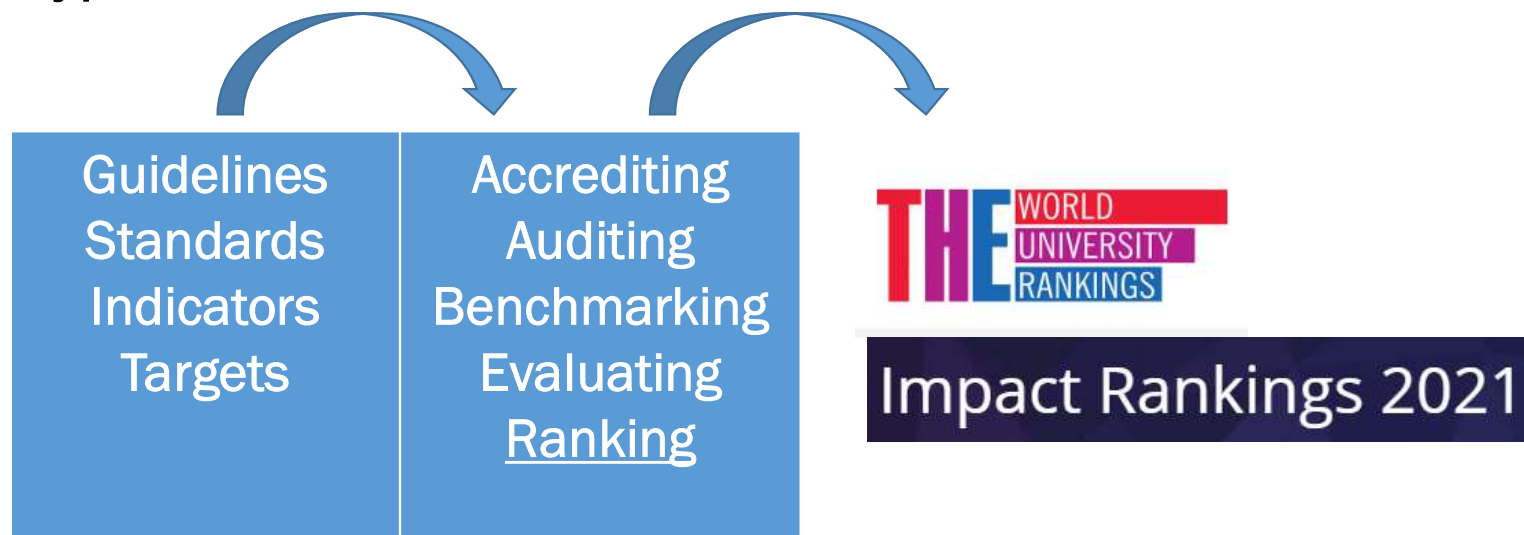 Guidelines
Standards
Indicators
Targets
Accrediting
Auditing
Benchmarking
Evaluating
Ranking
THE WORLD
UNIVERSITY
RANKINGS
Impact Rankings 2021